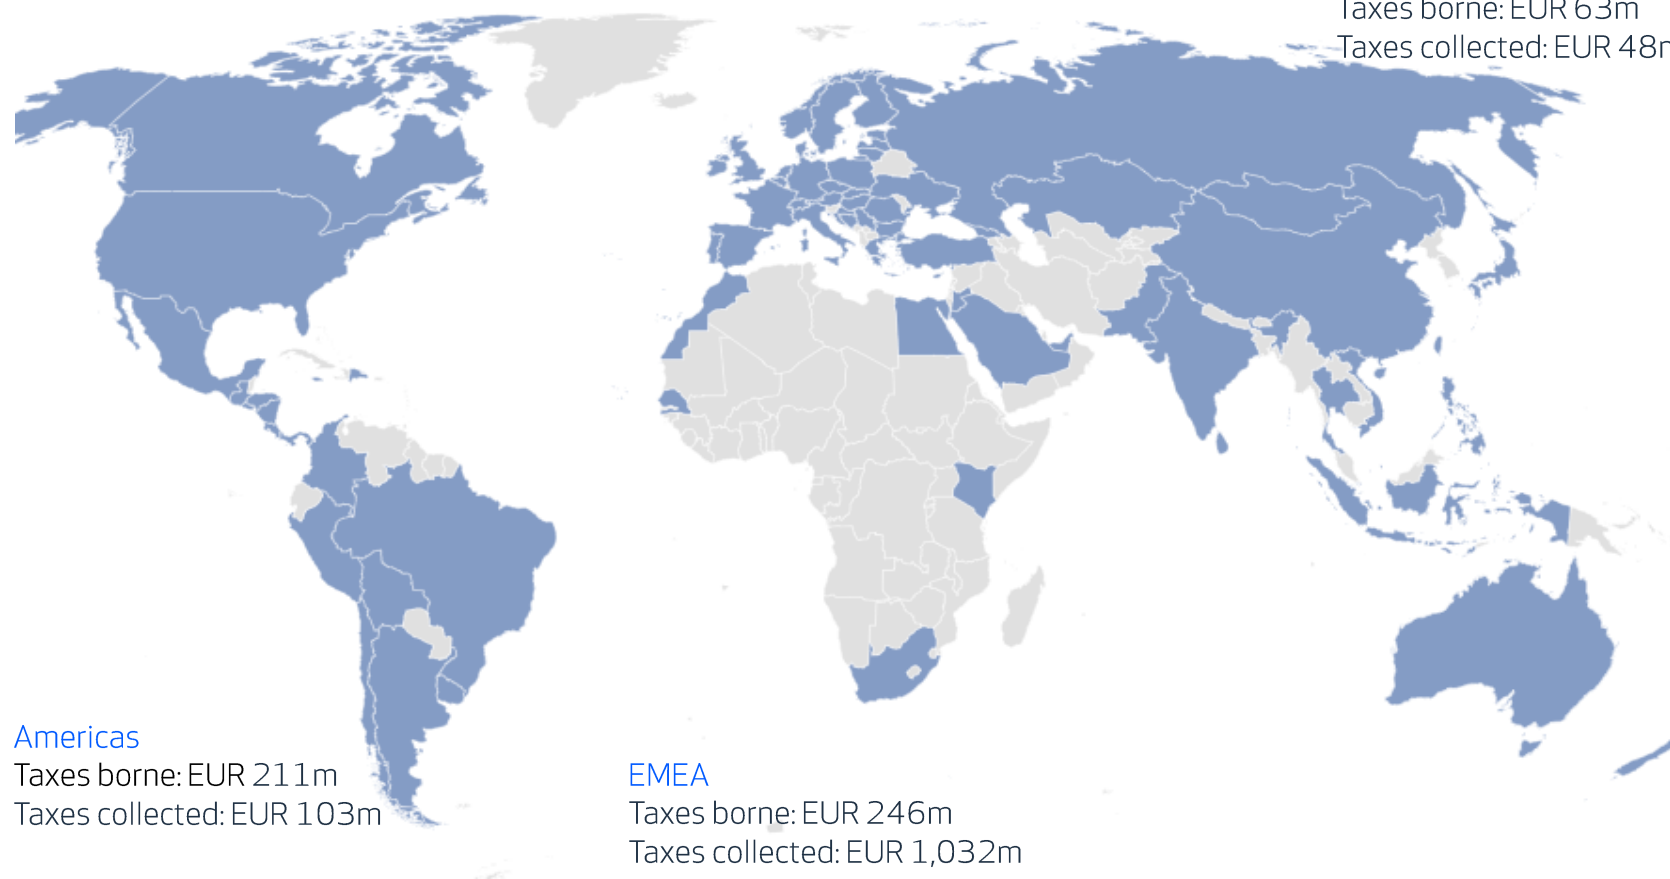 Taxes borne: EUR 63m
Taxes collected: EUR 48m
Americas
Taxes borne: EUR 211m
Taxes collected: EUR 103m
EMEA
Taxes borne: EUR 246m
Taxes collected: EUR 1,032m